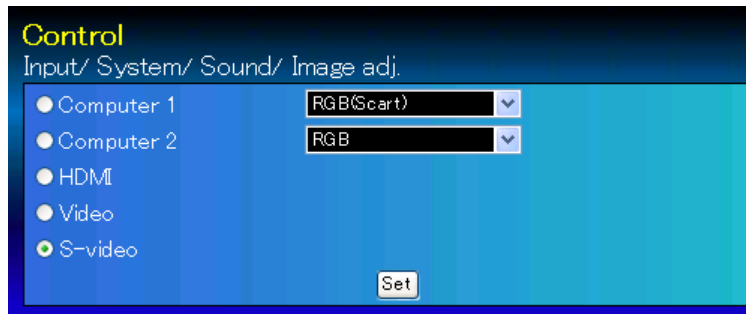 Control
Input/ System/ Sound/ Image adj.
Computer 1 RGB(Scart)
Computer 2 RGB
HDMI
Video
S-video
Set